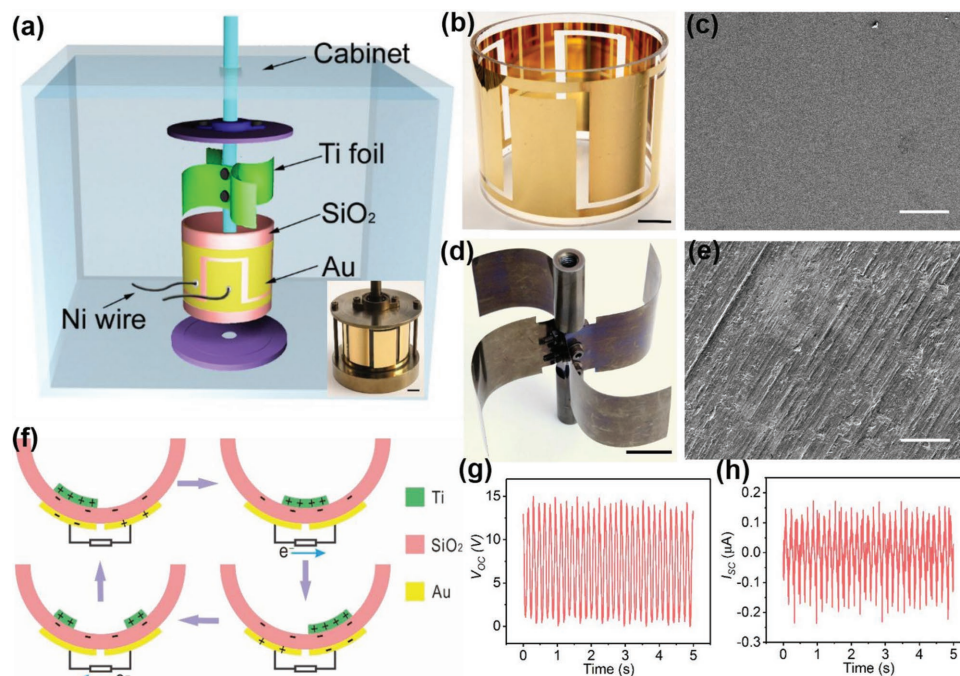 (a)
Cabinet
Ti foil
SiO₂
Au
Ni wire
(b)
(c)
(d)
(e)
(f)
e⁻
Ti
SiO₂
Au
(g)
V_OC (V)
15
10
5
0
0 1 2 3 4 5
Time (s)
(h)
I_SC (μA)
0.2
0.1
0.0
-0.1
-0.2
-0.3
0 1 2 3 4 5
Time (s)